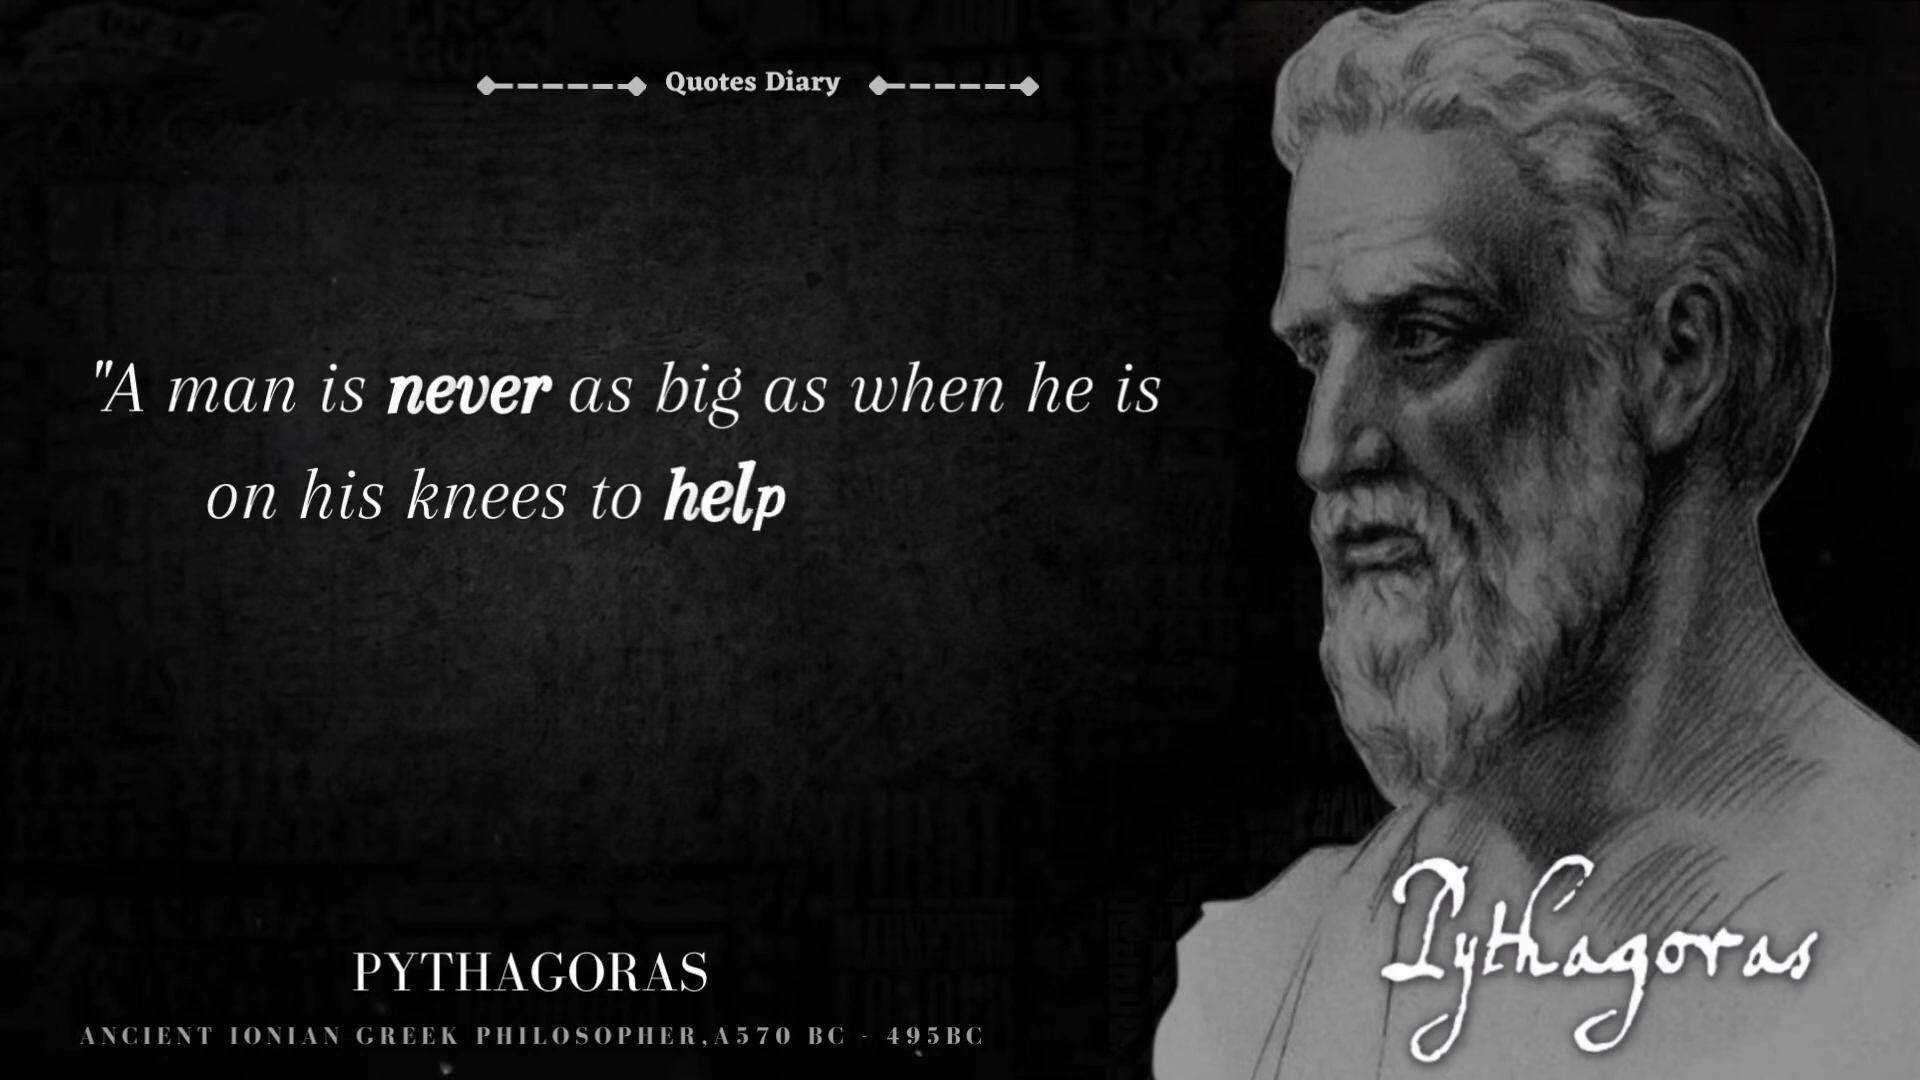 Quotes Diary
"A man is never as big as when he is
on his knees to help
PYTHAGORAS
ANCIENT IONIAN GREEK PHILOSOPHER,A570 BC - 495BC
Pythagoras